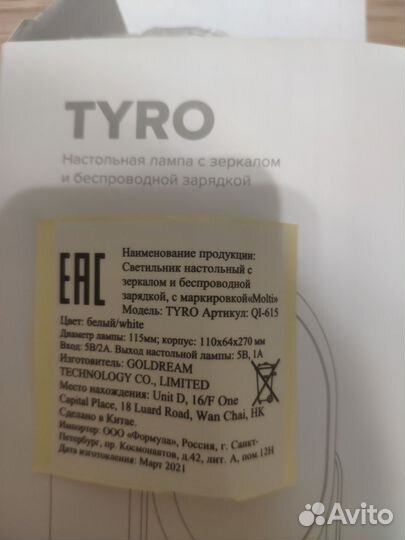 TYRO
Настольная лампа с зеркалом
и беспроводной зарядкой
EAC
Наименование продукции:
Светильник настольный с
зеркалом и беспроводной
зарядкой, с маркировкой«Molti»
Модель: TYRO Артикул: QI-615
Цвет: белый/white
Диаметр лампы: 115мм; корпус: 110x64x270 мм
Вход: 5В/2А. Выход настольной лампы: 5В, 1А
Изготовитель: GOLDREAM
TECHNOLOGY CO., LIMITED
Место нахождения: Unit D, 16/F One
Capital Place, 18 Luard Road, Wan Chai, HK
Сделано в Китае.
Импортер: ООО «Формула», Россия, г. Санкт-
Петербург, пр. Космонавтов, д.42, лит. А, пом.12Н
Дата изготовления: Март 2021
Avito